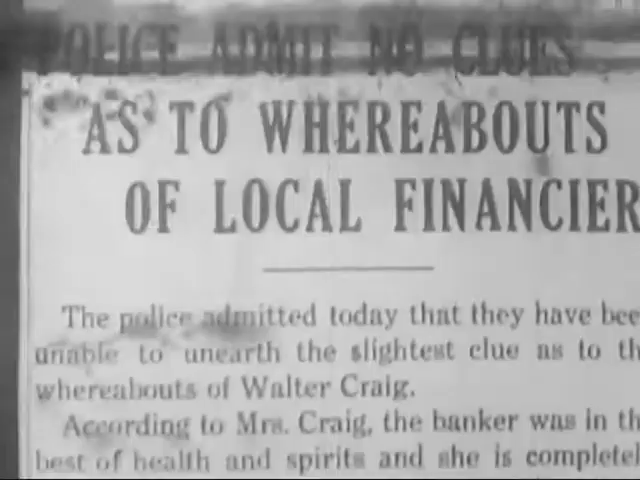 POLICE ADMIT NO CLUES
AS TO WHEREABOUTS
OF LOCAL FINANCIER
The police admitted today that they have bee
unable to unearth the slightest clue as to th
whereabouts of Walter Craig.
According to Mrs. Craig, the banker was in th
best of health and spirits and she is completel